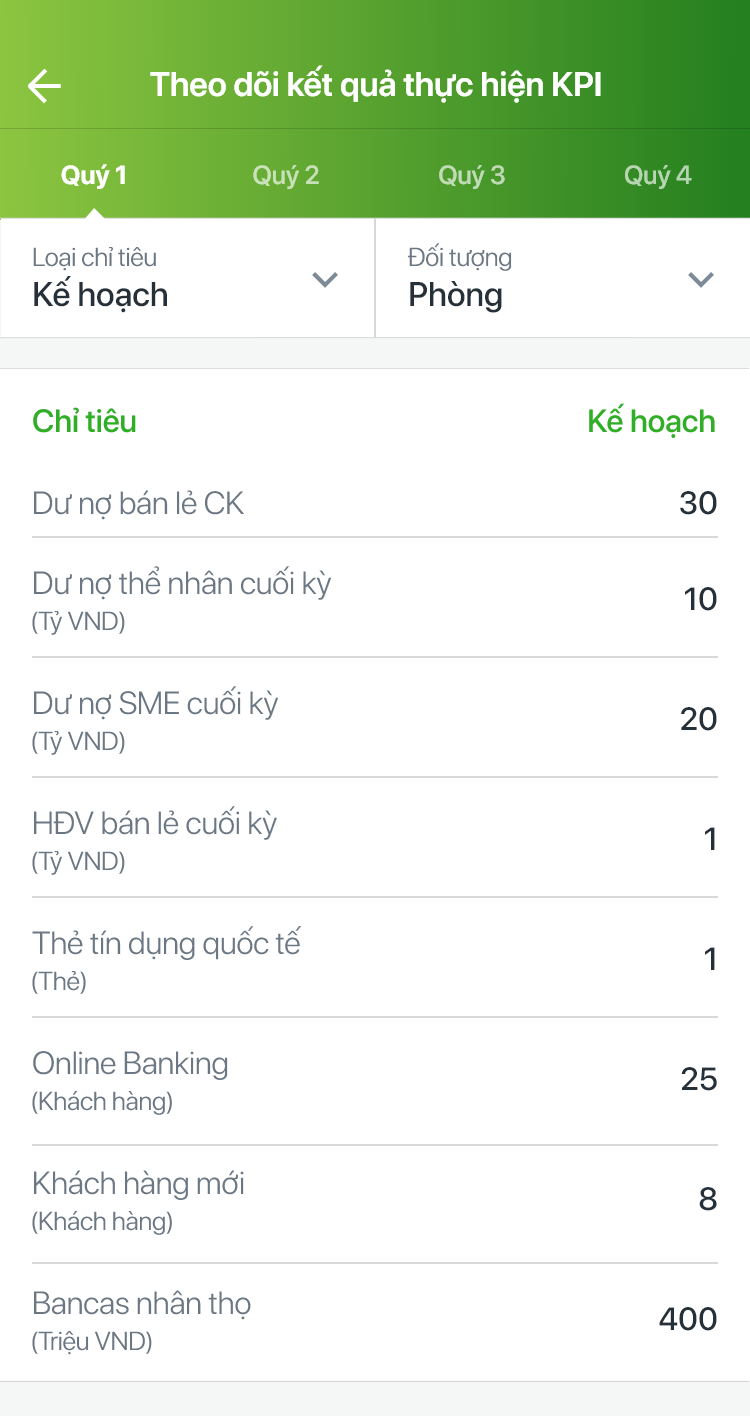 Theo dõi kết quả thực hiện KPI
Quý 1 Quý 2 Quý 3 Quý 4
Loại chỉ tiêu Đối tượng
Kế hoạch Phòng
Chỉ tiêu Kế hoạch
Dư nợ bán lẻ CK 30
Dư nợ thể nhân cuối kỳ
(Tỷ VND) 10
Dư nợ SME cuối kỳ
(Tỷ VND) 20
HĐV bán lẻ cuối kỳ
(Tỷ VND) 1
Thẻ tín dụng quốc tế
(Thẻ) 1
Online Banking
(Khách hàng) 25
Khách hàng mới
(Khách hàng) 8
Bancas nhân thọ
(Triệu VND) 400